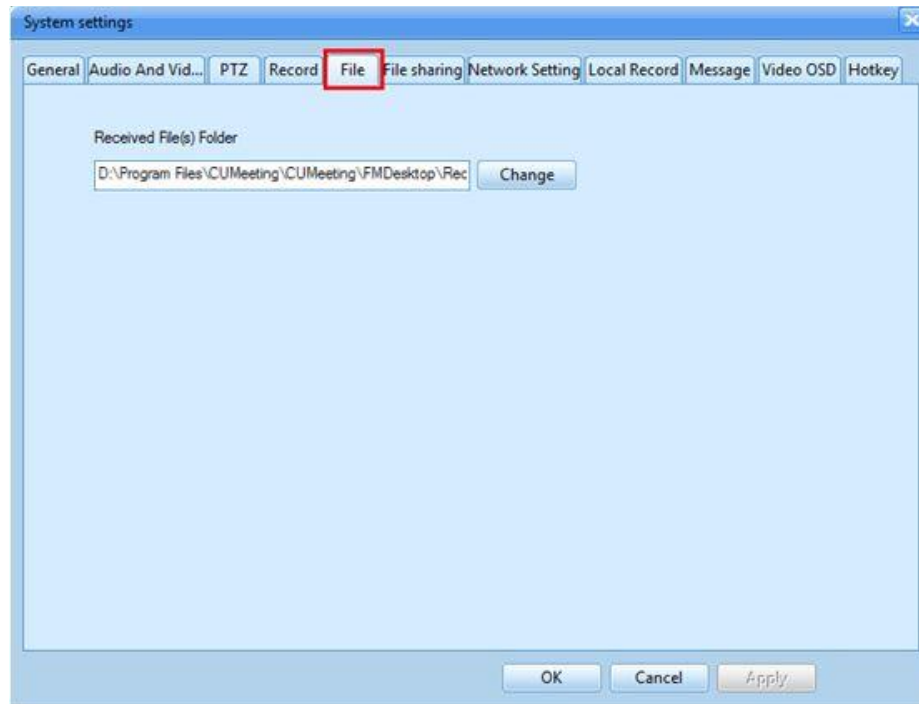 System settings
General Audio And Vid... PTZ Record File File sharing Network Setting Local Record Message Video OSD Hotkey
Received File(s) Folder
D:\Program Files\CUMeeting\CUMeeting\FMDesktop\Rec Change
OK Cancel Apply